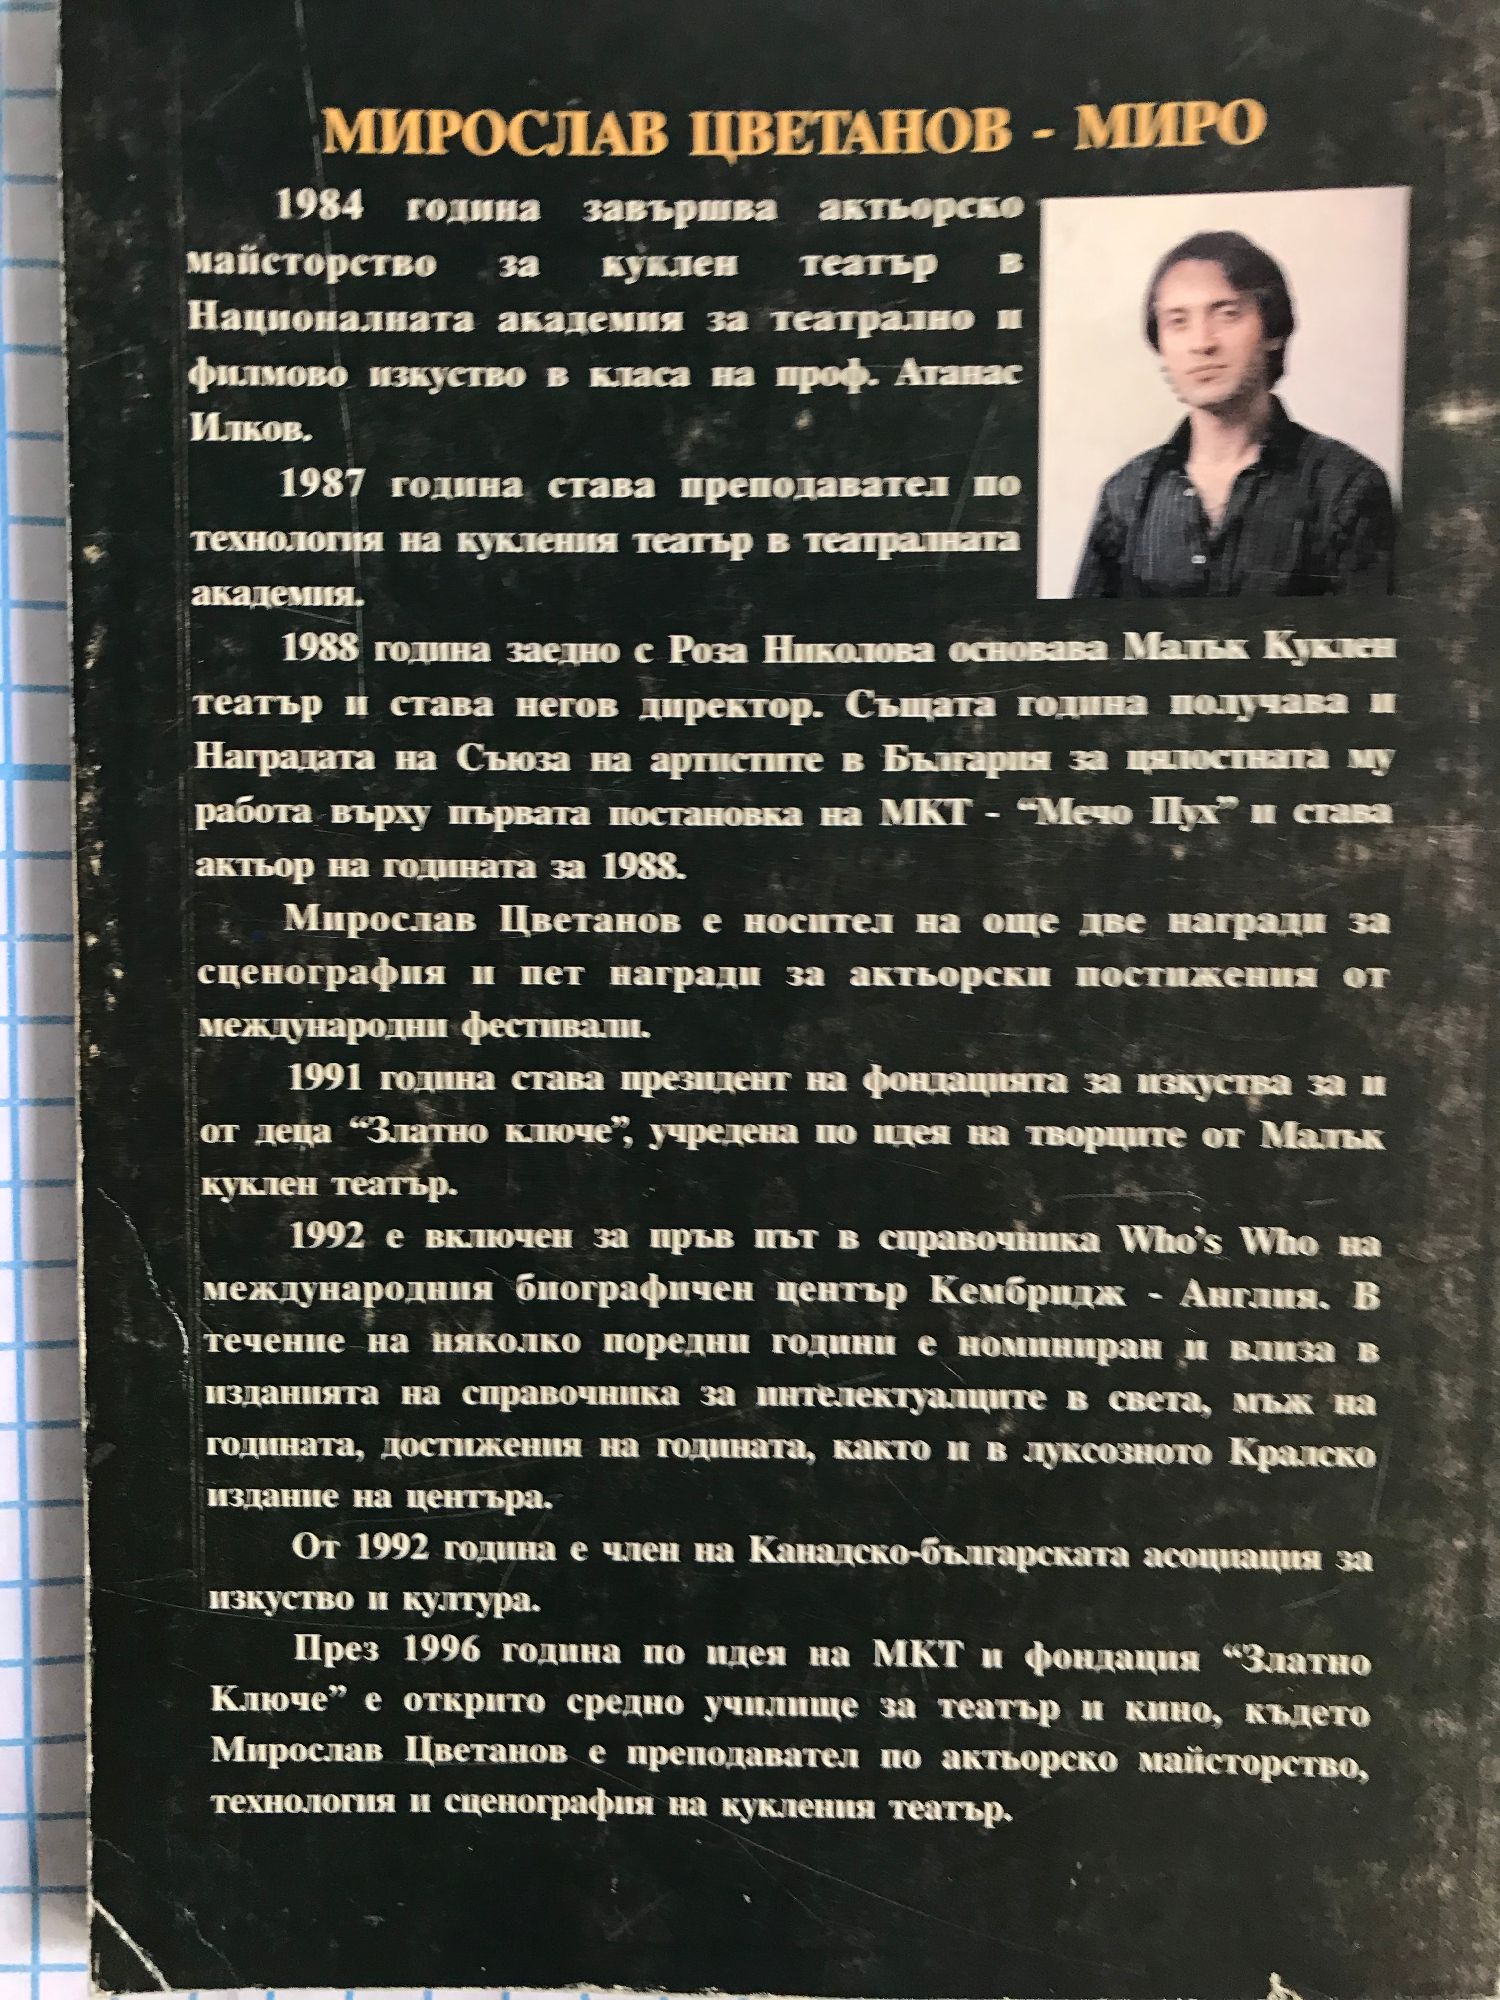 МИРОСЛАВ ЦВЕТАНОВ - МИРО
1984 година завършва актьорско
майсторство за куклен театър в
Националната академия за театрално и
филмово изкуство в класа на проф. Атанас
Илков.
1987 година става преподавател по
технология на кукления театър в театралната
академия.
1988 година заедно с Роза Николова основава Малък Куклен
театър и става негов директор. Същата година получава и
Наградата на Съюза на артистите в България за цялостната му
работа върху първата постановка на МКТ - “Мечо Пух” и става
актьор на годината за 1988.
Мирослав Цветанов е носител на още две награди за
сценография и пет награди за актьорски постижения от
международни фестивали.
1991 година става президент на фондацията за изкуства за и
от деца “Златно ключе”, учредена по идея на творците от Малък
куклен театър.
1992 е включен за пръв път в справочника Who’s Who на
международния биографичен център Кембридж - Англия. В
течение на няколко поредни години е номиниран и влиза в
изданията на справочника за интелектуалците в света, мъж на
годината, достижения на годината, както и в луксозното Кралско
издание на центъра.
От 1992 година е член на Канадско-българската асоциация за
изкуство и култура.
През 1996 година по идея на МКТ и фондация “Златно
Ключе” е открито средно училище за театър и кино, където
Мирослав Цветанов е преподавател по актьорско майсторство,
технология и сценография на кукления театър.